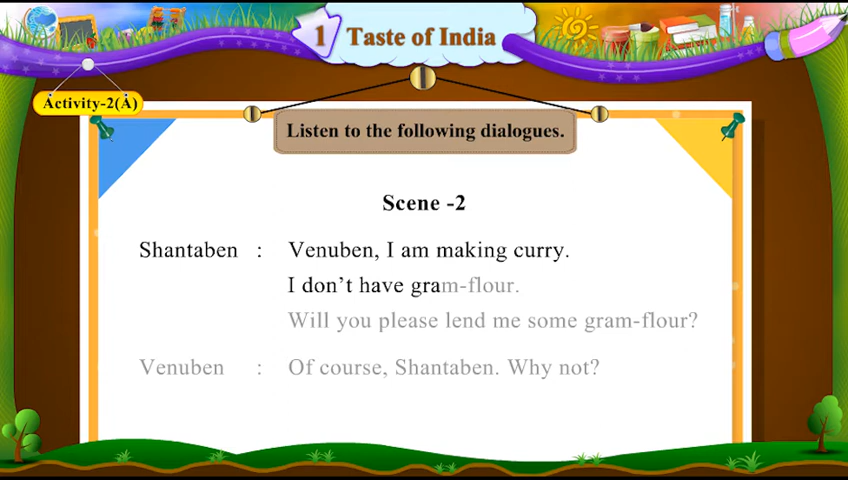 1 Taste of India
Activity-2(A)
Listen to the following dialogues.
Scene -2
Shantaben : Venuben, I am making curry.
I don't have gram-flour.
Will you please lend me some gram-flour?
Venuben : Of course, Shantaben. Why not?